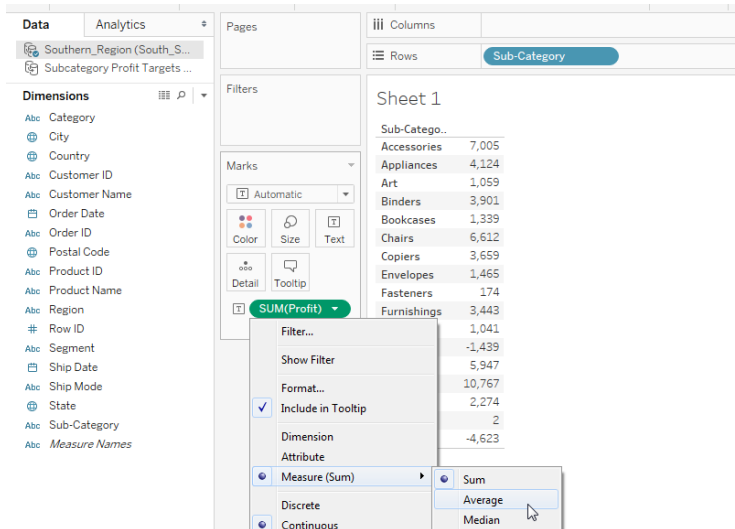 Data Analytics
Southern_Region (South_S...
Subcategory Profit Targets ...
Dimensions
Abc Category
City
Country
Abc Customer ID
Abc Customer Name
Order Date
Abc Order ID
Postal Code
Abc Product ID
Abc Product Name
Abc Region
# Row ID
Abc Segment
Ship Date
Abc Ship Mode
State
Abc Sub-Category
Abc Measure Names
Pages
Filters
Marks
T Automatic
Color Size Text
Detail Tooltip
T SUM(Profit)
iii Columns
Rows Sub-Category
Sheet 1
Sub-Catego..
Accessories 7,005
Appliances 4,124
Art 1,059
Binders 3,901
Bookcases 1,339
Chairs 6,612
Copiers 3,659
Envelopes 1,465
Fasteners 174
Furnishings 3,443
1,041
-1,439
5,947
10,767
2,274
2
-4,623
Filter...
Show Filter
Format...
Include in Tooltip
Dimension
Attribute
Measure (Sum)
Discrete
Continuous
Sum
Average
Median